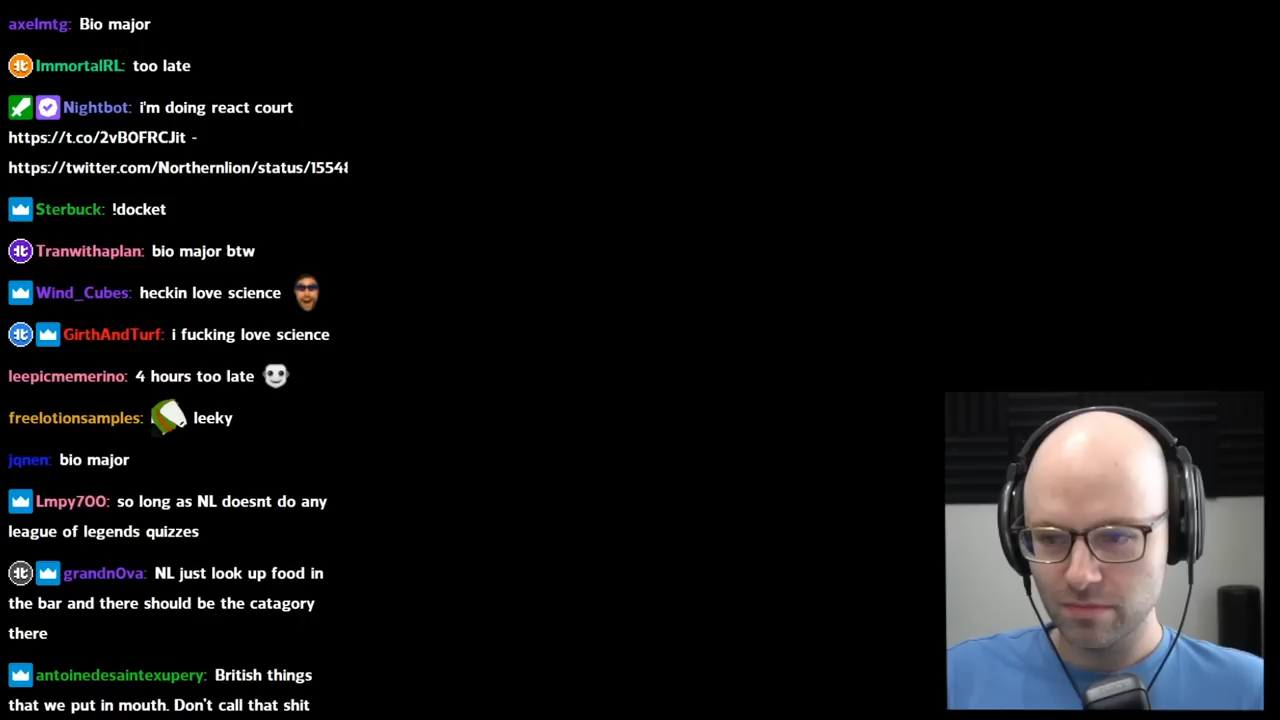 axelmtg: Bio major
ImmortalRL: too late
Nightbot: i'm doing react court
https://t.co/2vB0FRCJit -
https://twitter.com/Northernlion/status/1554
Sterbuck: !docket
Tranwithaplan: bio major btw
Wind_Cubes: heckin love science
GirthAndTurf: i fucking love science
leepicmemerino: 4 hours too late
freelotionsamples: leeky
jqnen: bio major
Lmpy700: so long as NL doesnt do any
league of legends quizzes
grandn0va: NL just look up food in
the bar and there should be the catagory
there
antoinedesaintexupery: British things
that we put in mouth. Don't call that shit